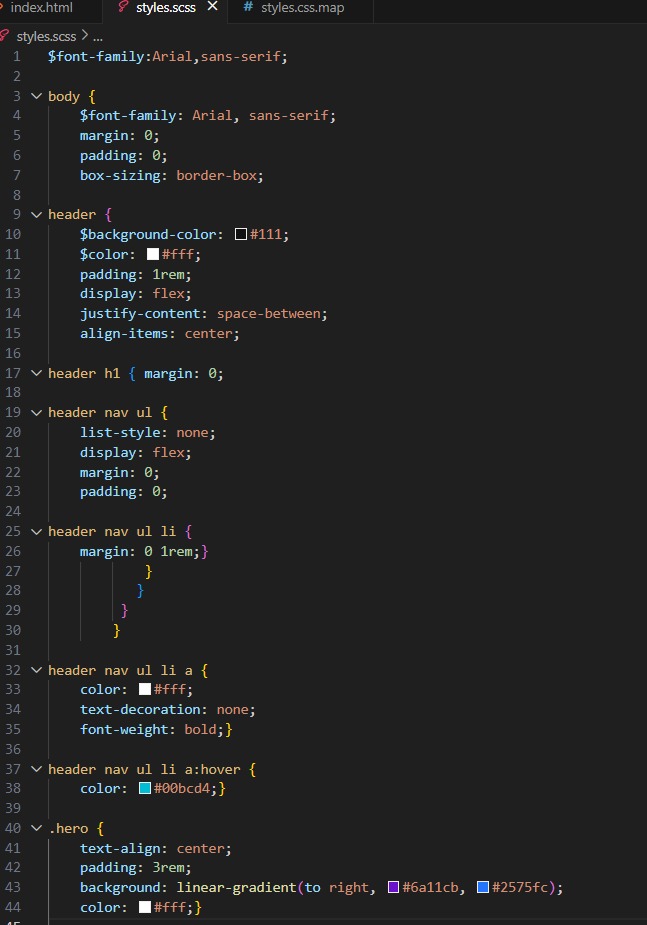 index.html styles.scss × # styles.css.map
styles.scss > ...
1 $font-family:Arial,sans-serif;
2
3 body {
4 $font-family: Arial, sans-serif;
5 margin: 0;
6 padding: 0;
7 box-sizing: border-box;
8
9 header {
10 $background-color: #111;
11 $color: #fff;
12 padding: 1rem;
13 display: flex;
14 justify-content: space-between;
15 align-items: center;
16
17 header h1 { margin: 0;
18
19 header nav ul {
20 list-style: none;
21 display: flex;
22 margin: 0;
23 padding: 0;
24
25 header nav ul li {
26 margin: 0 1rem;}
27 }
28 }
29 }
30 }
31
32 header nav ul li a {
33 color: #fff;
34 text-decoration: none;
35 font-weight: bold;}
36
37 header nav ul li a:hover {
38 color: #00bcd4;}
39
40 .hero {
41 text-align: center;
42 padding: 3rem;
43 background: linear-gradient(to right, #6a11cb, #2575fc);
44 color: #fff;}
45